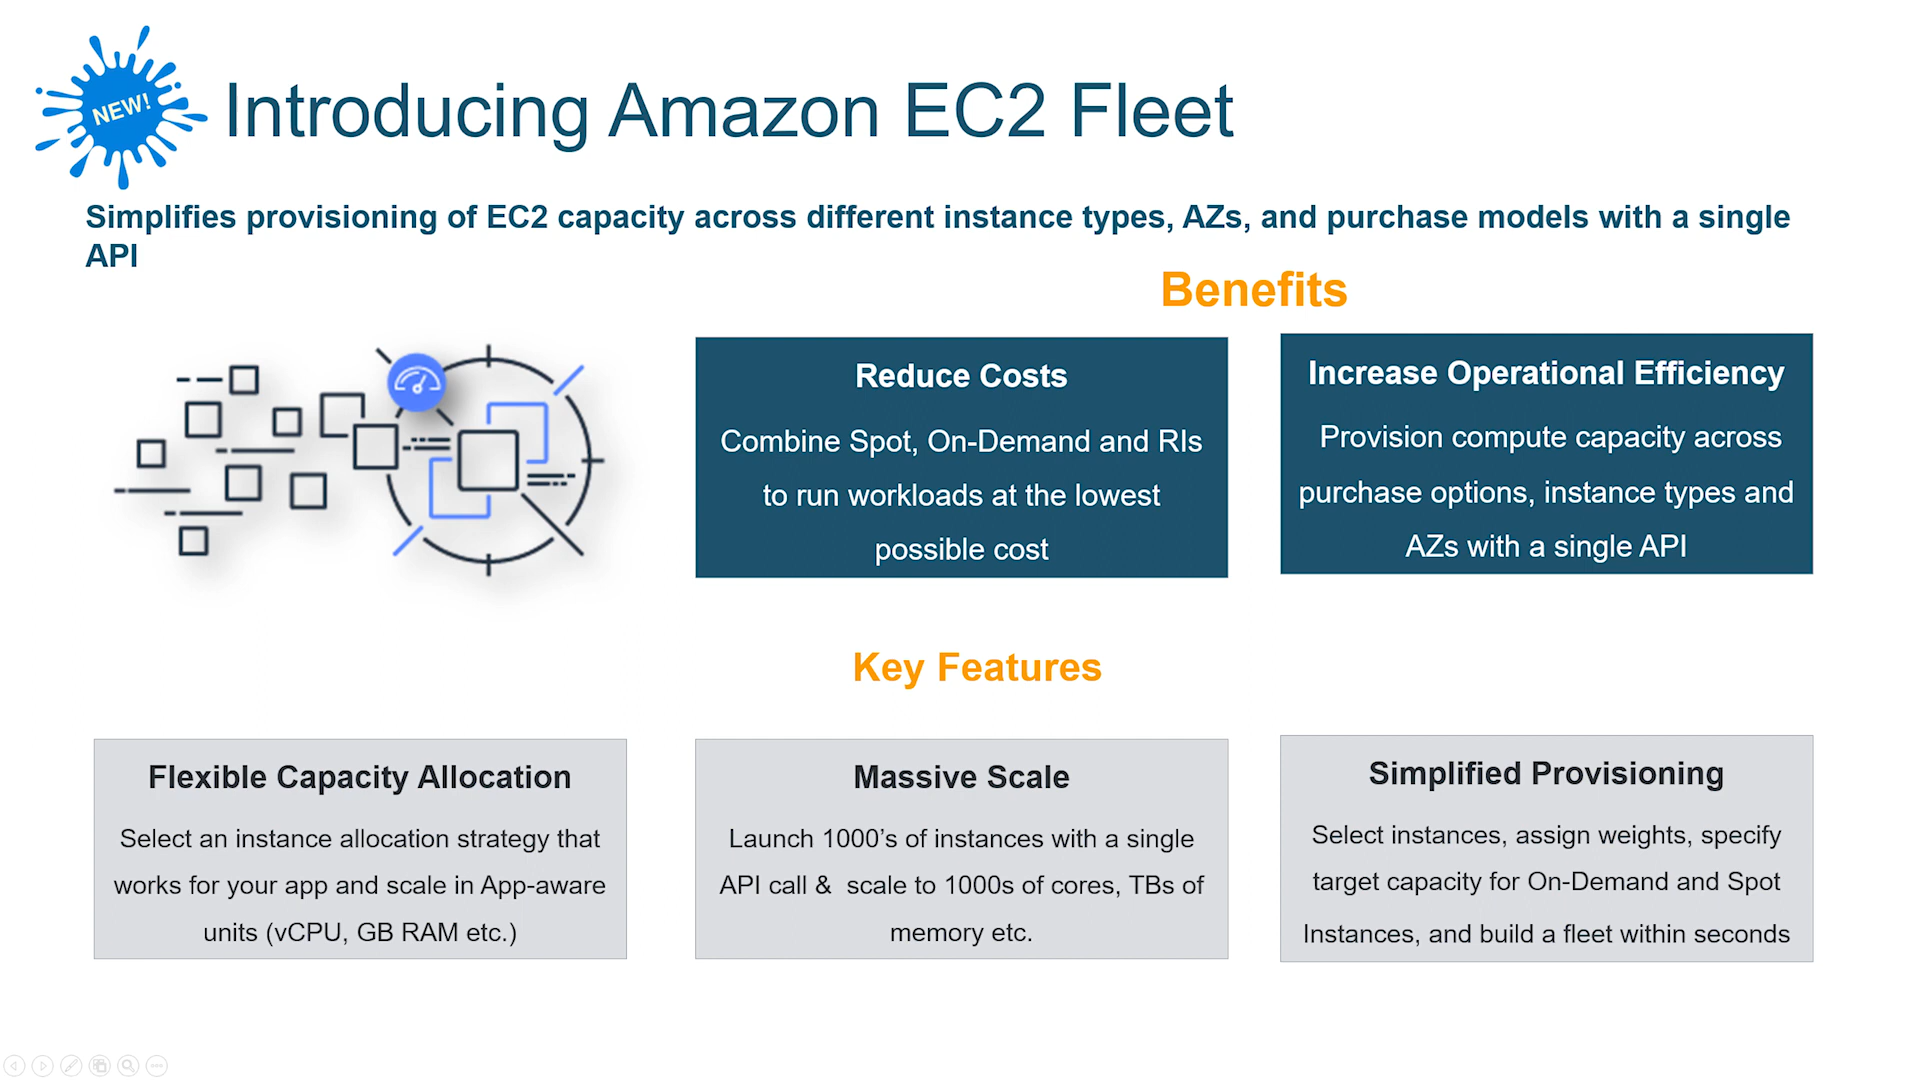 NEW!
Introducing Amazon EC2 Fleet
Simplifies provisioning of EC2 capacity across different instance types, AZs, and purchase models with a single
API
Benefits
Reduce Costs
Combine Spot, On-Demand and RIs
to run workloads at the lowest
possible cost
Increase Operational Efficiency
Provision compute capacity across
purchase options, instance types and
AZs with a single API
Key Features
Flexible Capacity Allocation
Select an instance allocation strategy that
works for your app and scale in App-aware
units (vCPU, GB RAM etc.)
Massive Scale
Launch 1000’s of instances with a single
API call &  scale to 1000s of cores, TBs of
memory etc.
Simplified Provisioning
Select instances, assign weights, specify
target capacity for On-Demand and Spot
Instances, and build a fleet within seconds